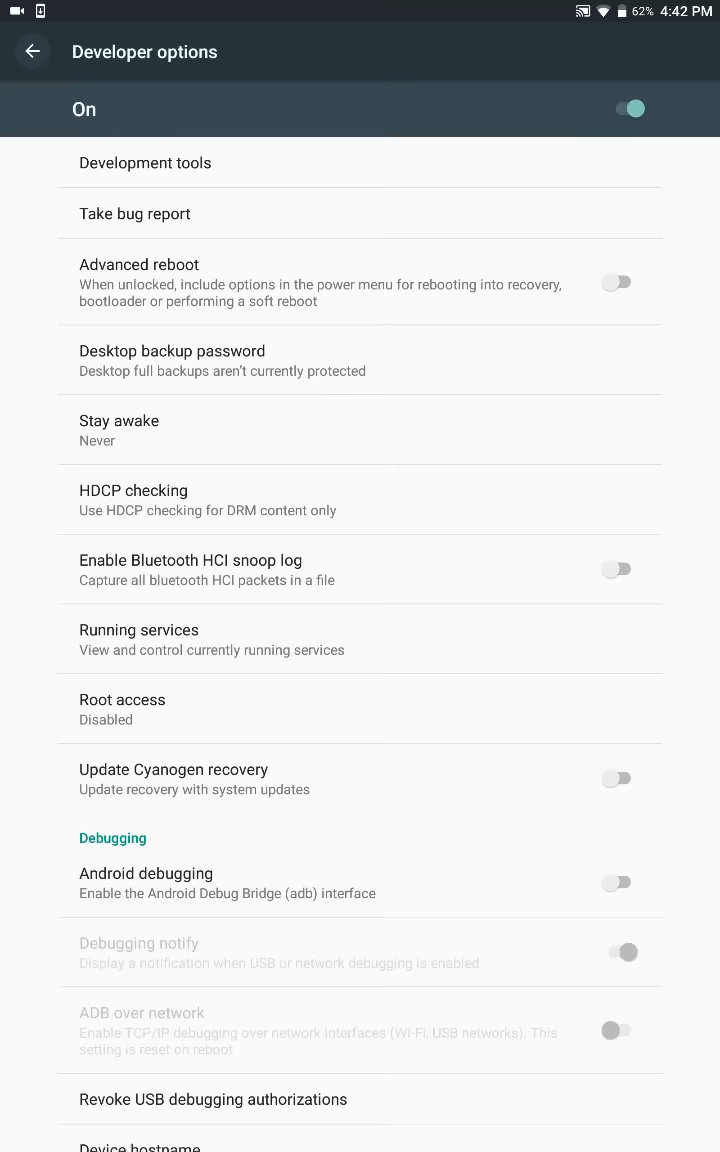 62% 4:42 PM
Developer options
On
Development tools
Take bug report
Advanced reboot
When unlocked, include options in the power menu for rebooting into recovery,
bootloader or performing a soft reboot
Desktop backup password
Desktop full backups aren't currently protected
Stay awake
Never
HDCP checking
Use HDCP checking for DRM content only
Enable Bluetooth HCI snoop log
Capture all bluetooth HCI packets in a file
Running services
View and control currently running services
Root access
Disabled
Update Cyanogen recovery
Update recovery with system updates
Debugging
Android debugging
Enable the Android Debug Bridge (adb) interface
Debugging notify
Display a notification when USB or network debugging is enabled
ADB over network
Enable TCP/IP debugging over network interfaces (Wi-Fi, USB networks). This
setting is reset on reboot
Revoke USB debugging authorizations
Device hostname